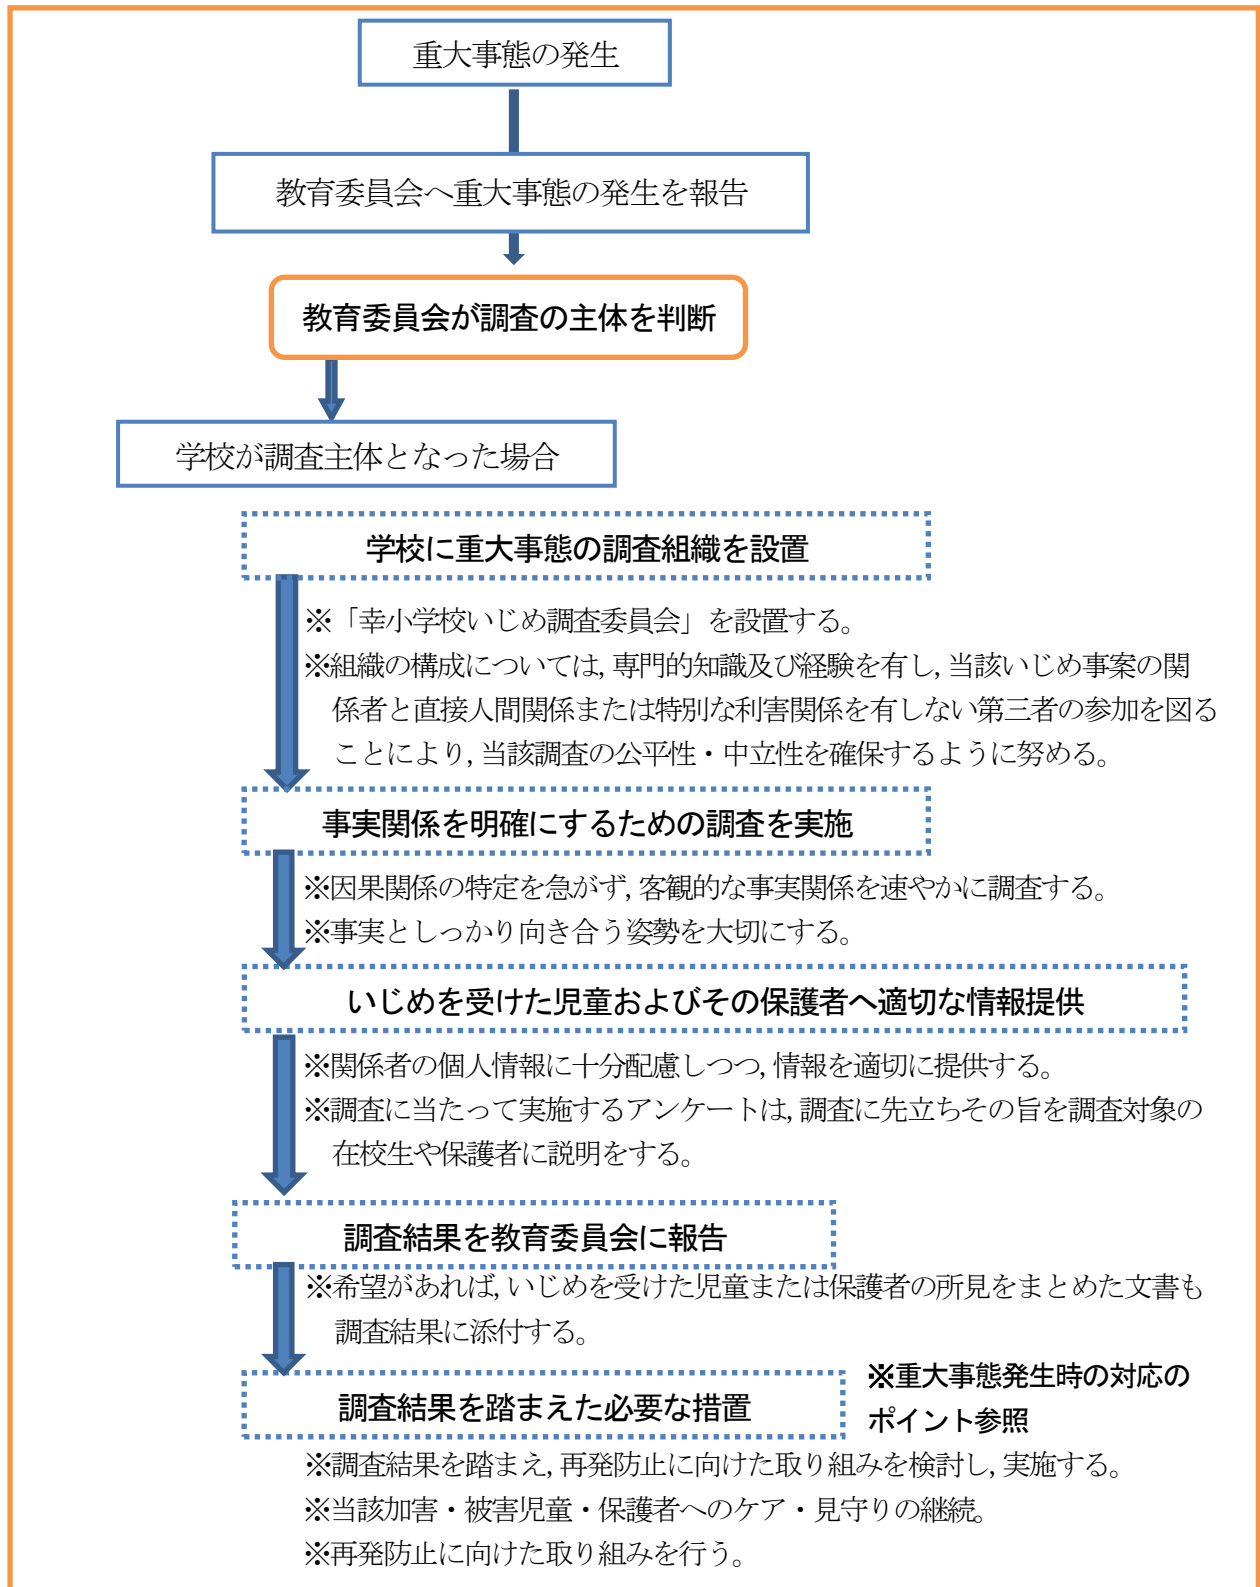 重大事態の発生
教育委員会へ重大事態の発生を報告
教育委員会が調査の主体を判断
学校が調査主体となった場合
学校に重大事態の調査組織を設置
※「幸小学校いじめ調査委員会」を設置する。
※組織の構成については,専門的知識及び経験を有し,当該いじめ事案の関
係者と直接人間関係または特別な利害関係を有しない第三者の参加を図る
ことにより,当該調査の公平性・中立性を確保するように努める。
事実関係を明確にするための調査を実施
※因果関係の特定を急がず,客観的な事実関係を速やかに調査する。
※事実としっかり向き合う姿勢を大切にする。
いじめを受けた児童およびその保護者へ適切な情報提供
※関係者の個人情報に十分配慮しつつ,情報を適切に提供する。
※調査に当たって実施するアンケートは,調査に先立ちその旨を調査対象の
在校生や保護者に説明をする。
調査結果を教育委員会に報告
※希望があれば,いじめを受けた児童または保護者の所見をまとめた文書も
調査結果に添付する。
調査結果を踏まえた必要な措置
※重大事態発生時の対応の
ポイント参照
※調査結果を踏まえ,再発防止に向けた取り組みを検討し,実施する。
※当該加害・被害児童・保護者へのケア・見守りの継続。
※再発防止に向けた取り組みを行う。